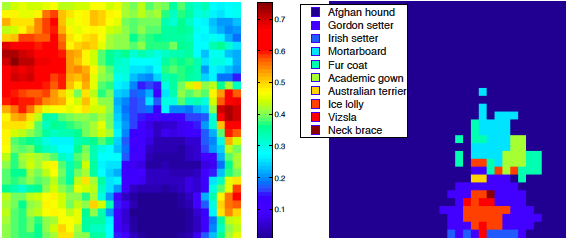 0.7
0.6
0.5
0.4
0.3
0.2
0.1
Afghan hound
Gordon setter
Irish setter
Mortarboard
Fur coat
Academic gown
Australian terrier
Ice lolly
Vizsla
Neck brace